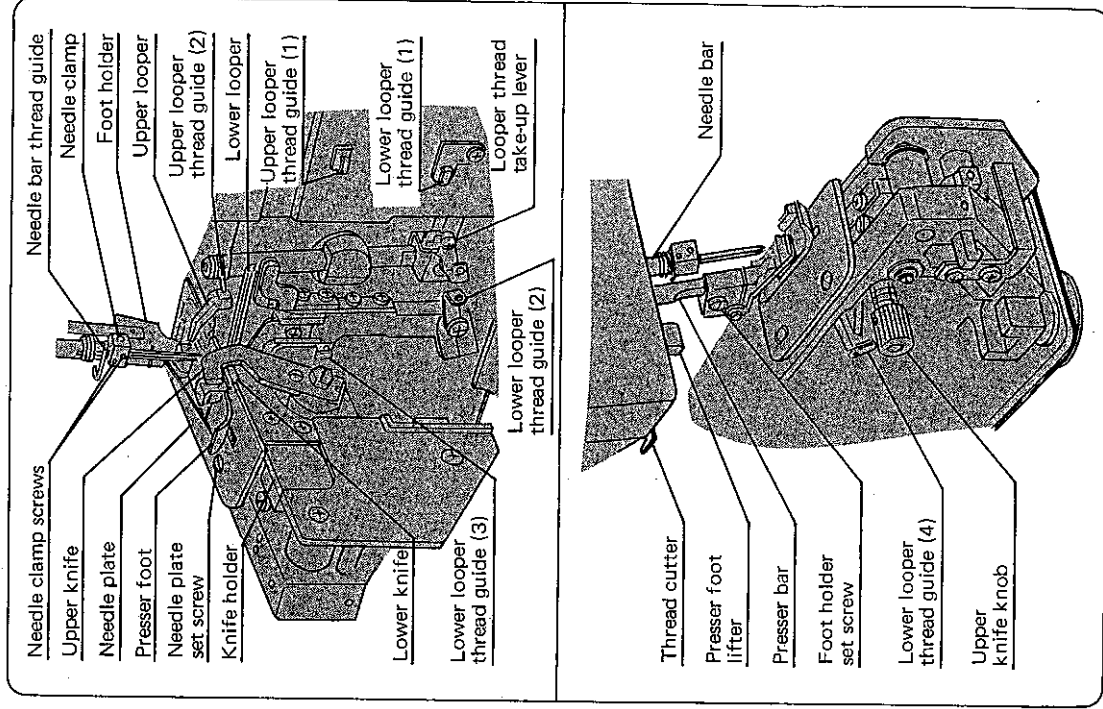 Needle clamp screws
Upper knife
Needle plate
Presser foot
Needle plate
set screw
Knife holder
Lower knife
Lower looper
thread guide (3)
Needle bar thread guide
Needle clamp
Foot holder
Upper looper
Upper looper
thread guide (2)
Lower looper
Upper looper
thread guide (1)
Lower looper
thread guide (1)
Looper thread
take-up lever
Lower looper
thread guide (2)
Thread cutter
Presser foot
lifter
Presser bar
Foot holder
set screw
Lower looper
thread guide (4)
Upper
knife knob
Needle bar